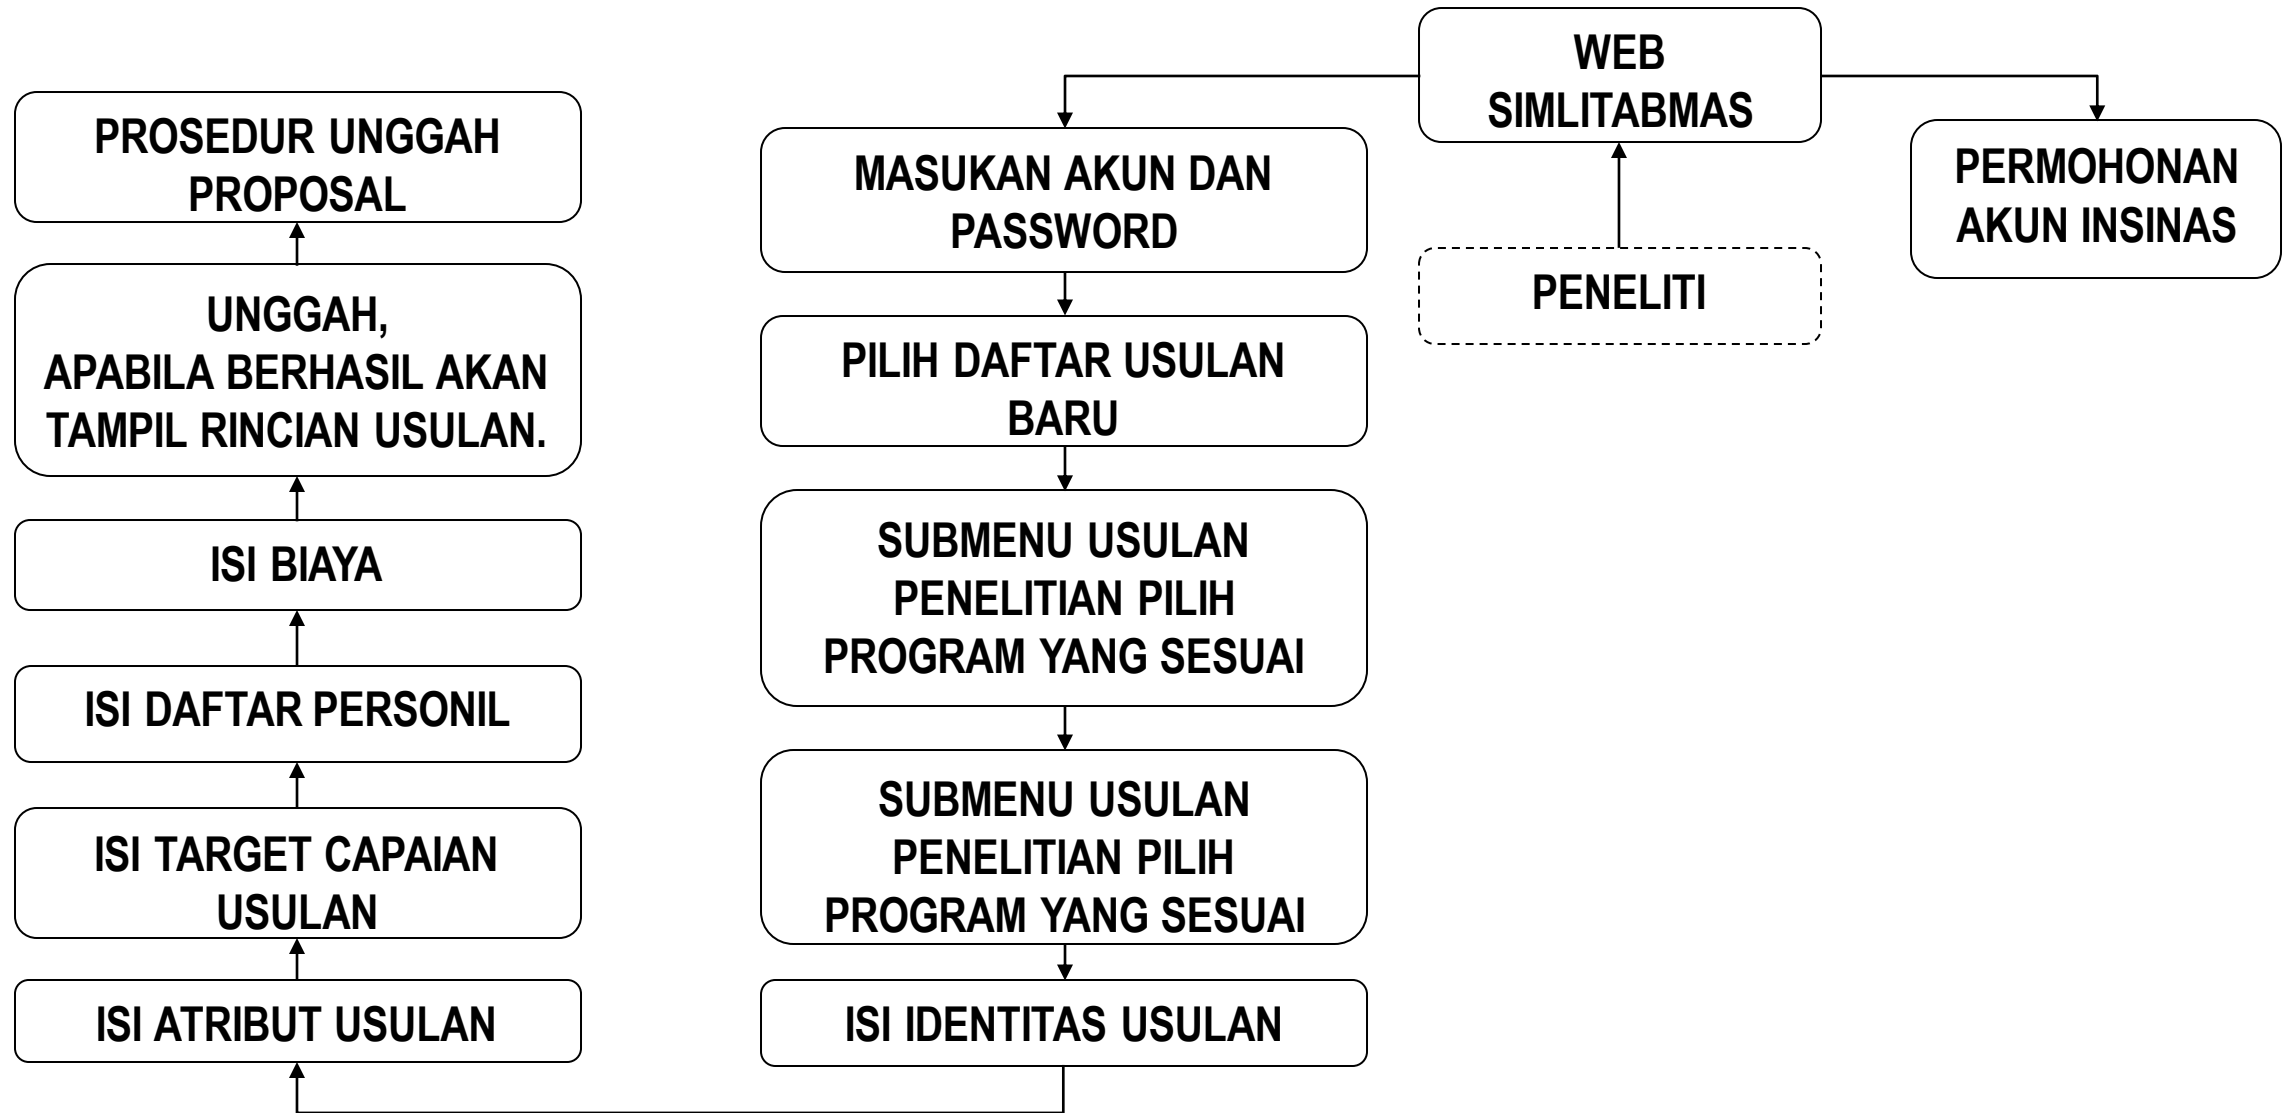 WEB
SIMLITABMAS
PENELITI
PERMOHONAN
AKUN INSINAS
MASUKAN AKUN DAN
PASSWORD
PILIH DAFTAR USULAN
BARU
SUBMENU USULAN
PENELITIAN PILIH
PROGRAM YANG SESUAI
SUBMENU USULAN
PENELITIAN PILIH
PROGRAM YANG SESUAI
ISI IDENTITAS USULAN
ISI ATRIBUT USULAN
ISI TARGET CAPAIAN
USULAN
ISI DAFTAR PERSONIL
ISI BIAYA
UNGGAH,
APABILA BERHASIL AKAN
TAMPIL RINCIAN USULAN.
PROSEDUR UNGGAH
PROPOSAL